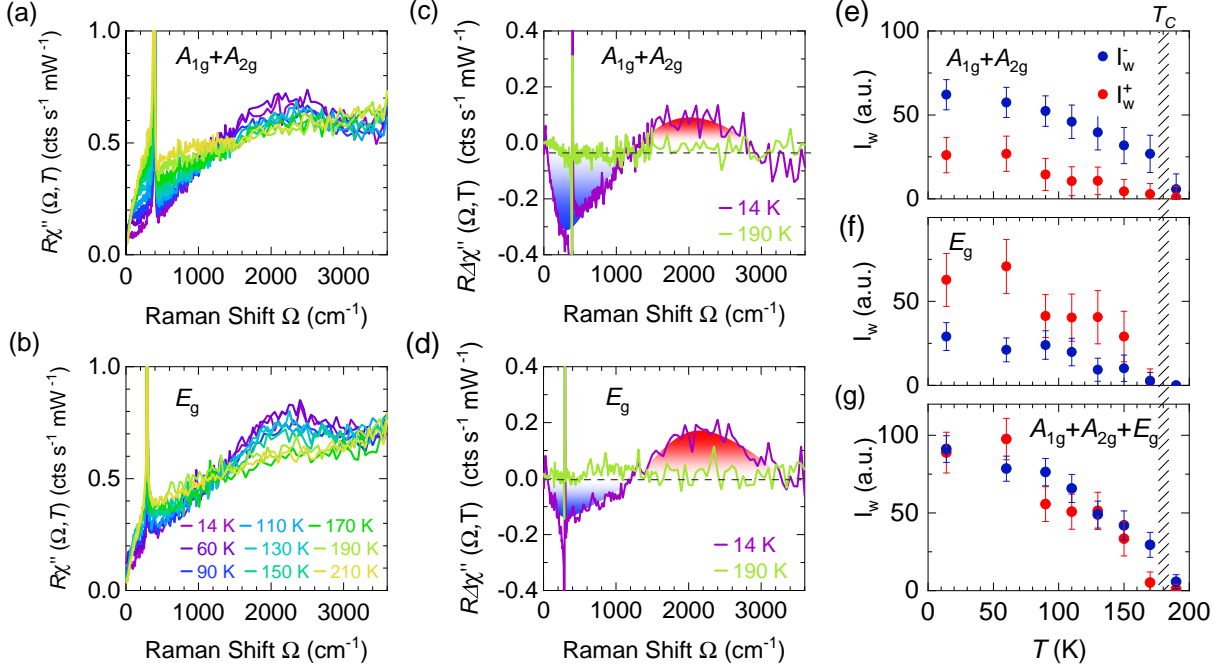 (a)
Rχ'' (Ω,T) (cts s-1 mW-1)
1.0
0.5
0.0
A1g+A2g
0 1000 2000 3000
Raman Shift Ω (cm-1)
(b)
Rχ'' (Ω,T) (cts s-1 mW-1)
1.0
0.5
0.0
Eg
14 K 110 K 170 K
60 K 130 K 190 K
90 K 150 K 210 K
0 1000 2000 3000
Raman Shift Ω (cm-1)
(c)
RΔχ'' (Ω,T) (cts s-1 mW-1)
0.4
0.2
0.0
-0.2
-0.4
A1g+A2g
14 K
190 K
0 1000 2000 3000
Raman Shift Ω (cm-1)
(d)
RΔχ'' (Ω,T) (cts s-1 mW-1)
0.4
0.2
0.0
-0.2
-0.4
Eg
14 K
190 K
0 1000 2000 3000
Raman Shift Ω (cm-1)
(e)
TC
Iw (a.u.)
100
50
0
A1g+A2g
Iw-
Iw+
(f)
Iw (a.u.)
50
0
Eg
(g)
Iw (a.u.)
100
50
0
A1g+A2g+Eg
0 50 100 150 200
T (K)